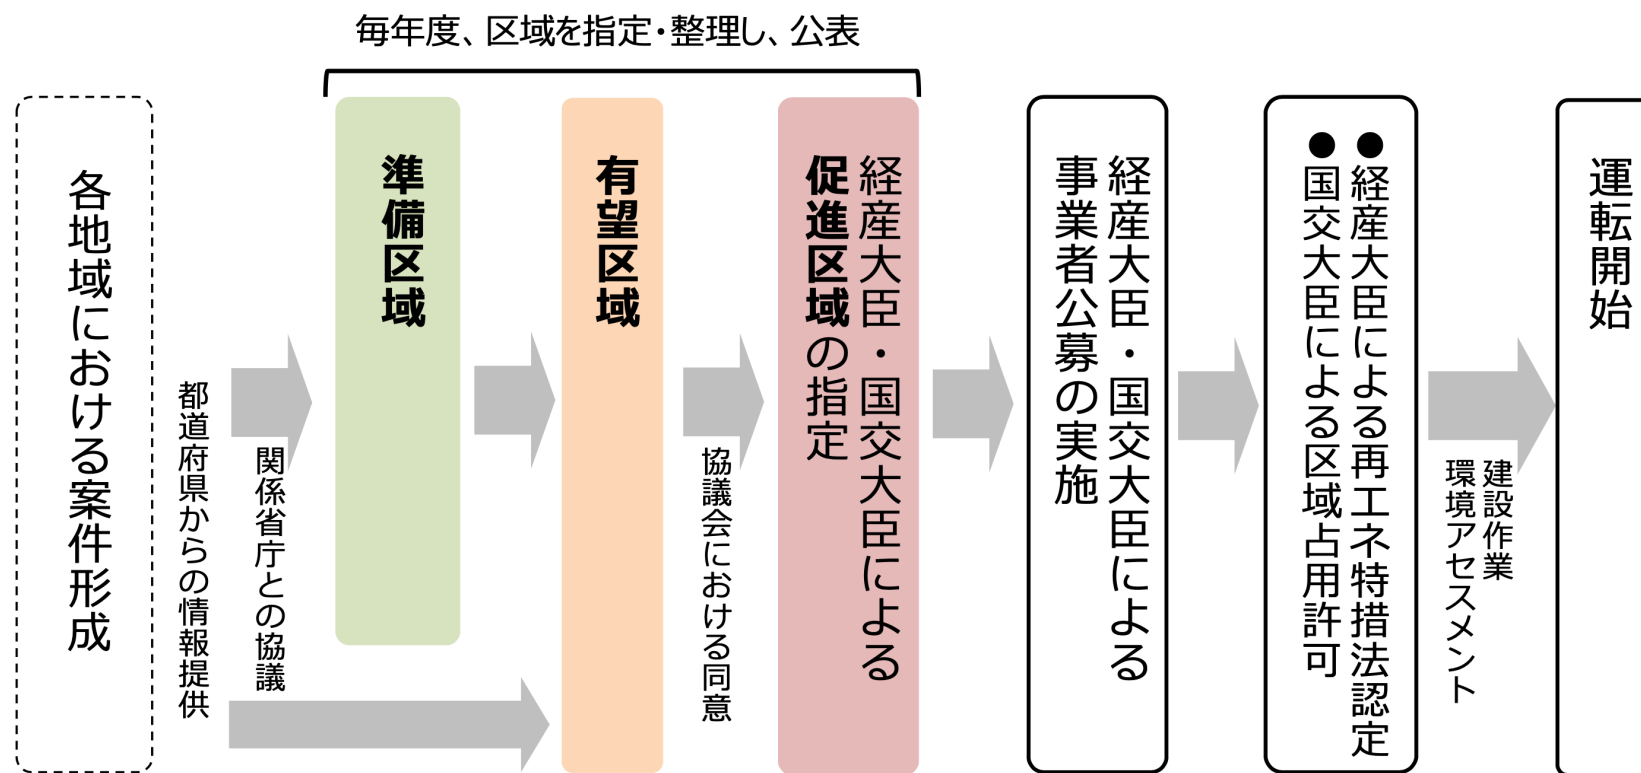 毎年度、区域を指定・整理し、公表
各地域における案件形成
都道府県からの情報提供
関係省庁との協議
準備区域
有望区域
協議会における同意
経産大臣・国交大臣による
促進区域の指定
経産大臣・国交大臣による
事業者公募の実施
●経産大臣による再エネ特措法認定
●国交大臣による区域占用許可
建設作業
環境アセスメント
運転開始